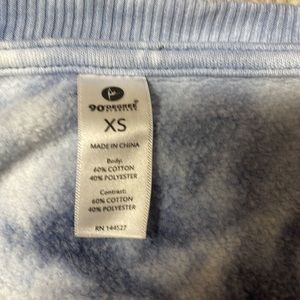 90 DEGREE
XS
MADE IN CHINA
Body:
60% COTTON
40% POLYESTER
Contrast:
60% COTTON
40% POLYESTER
RN 144527